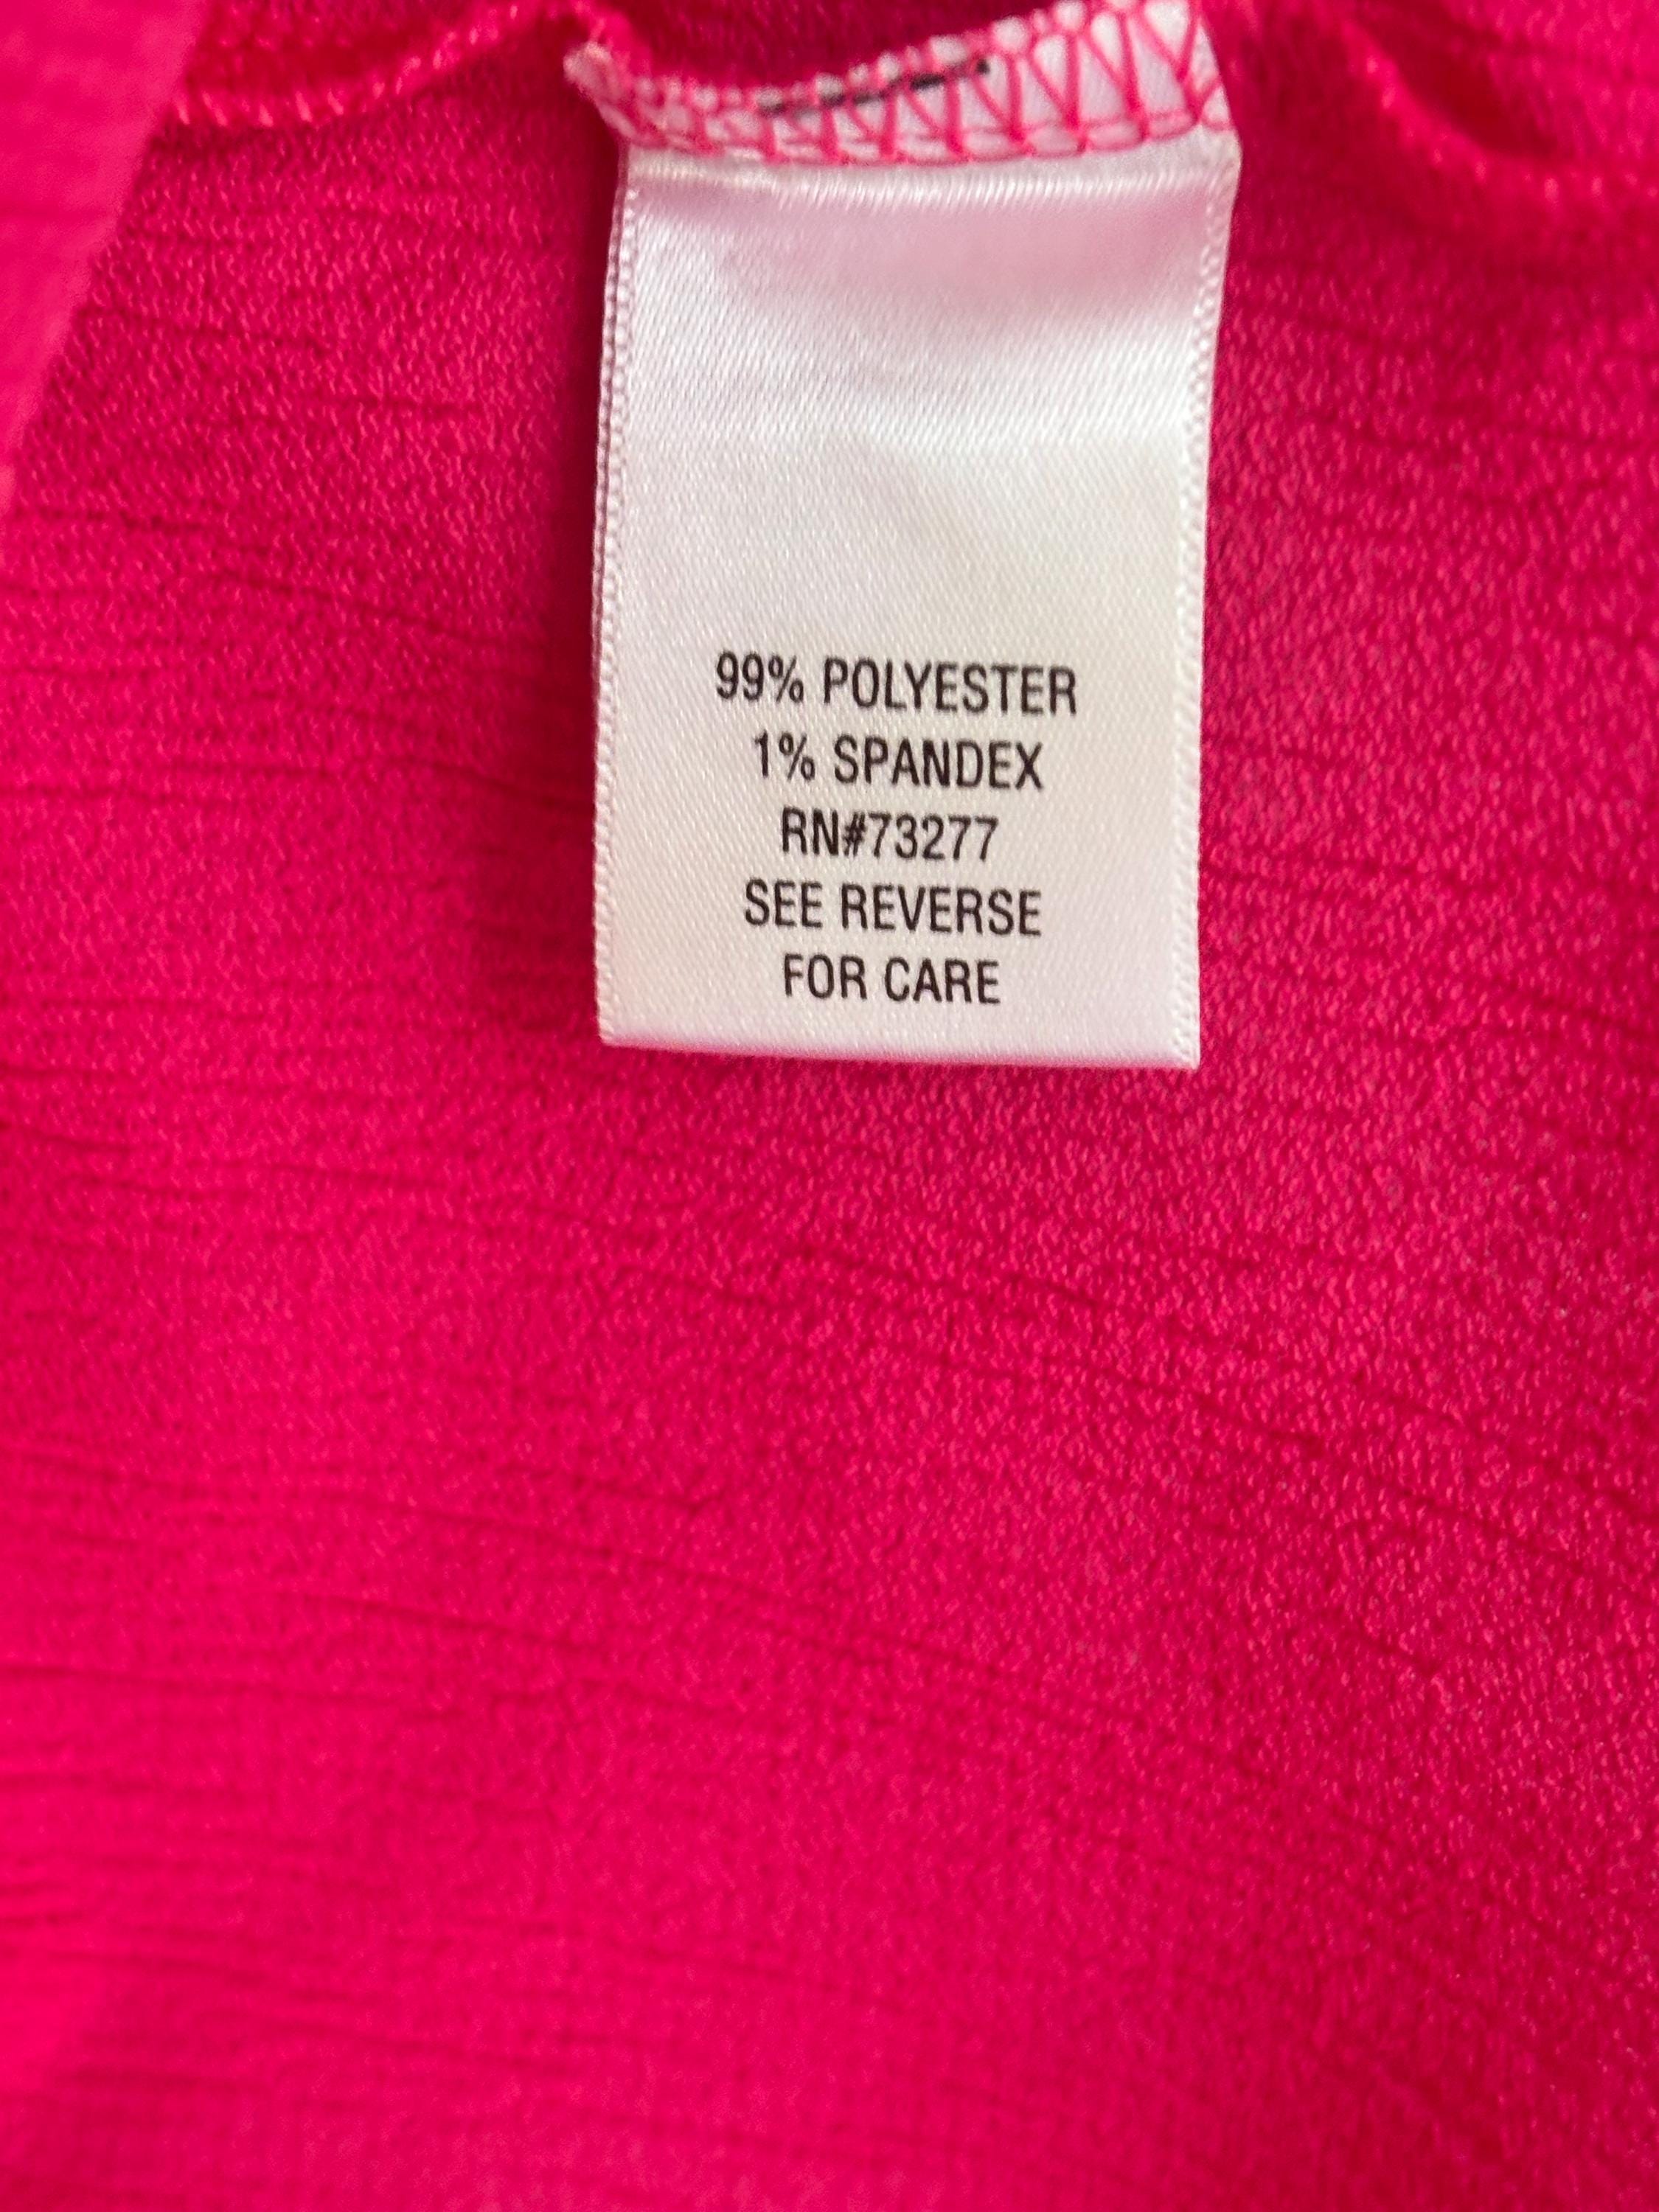 99% POLYESTER
1% SPANDEX
RN#73277
SEE REVERSE
FOR CARE